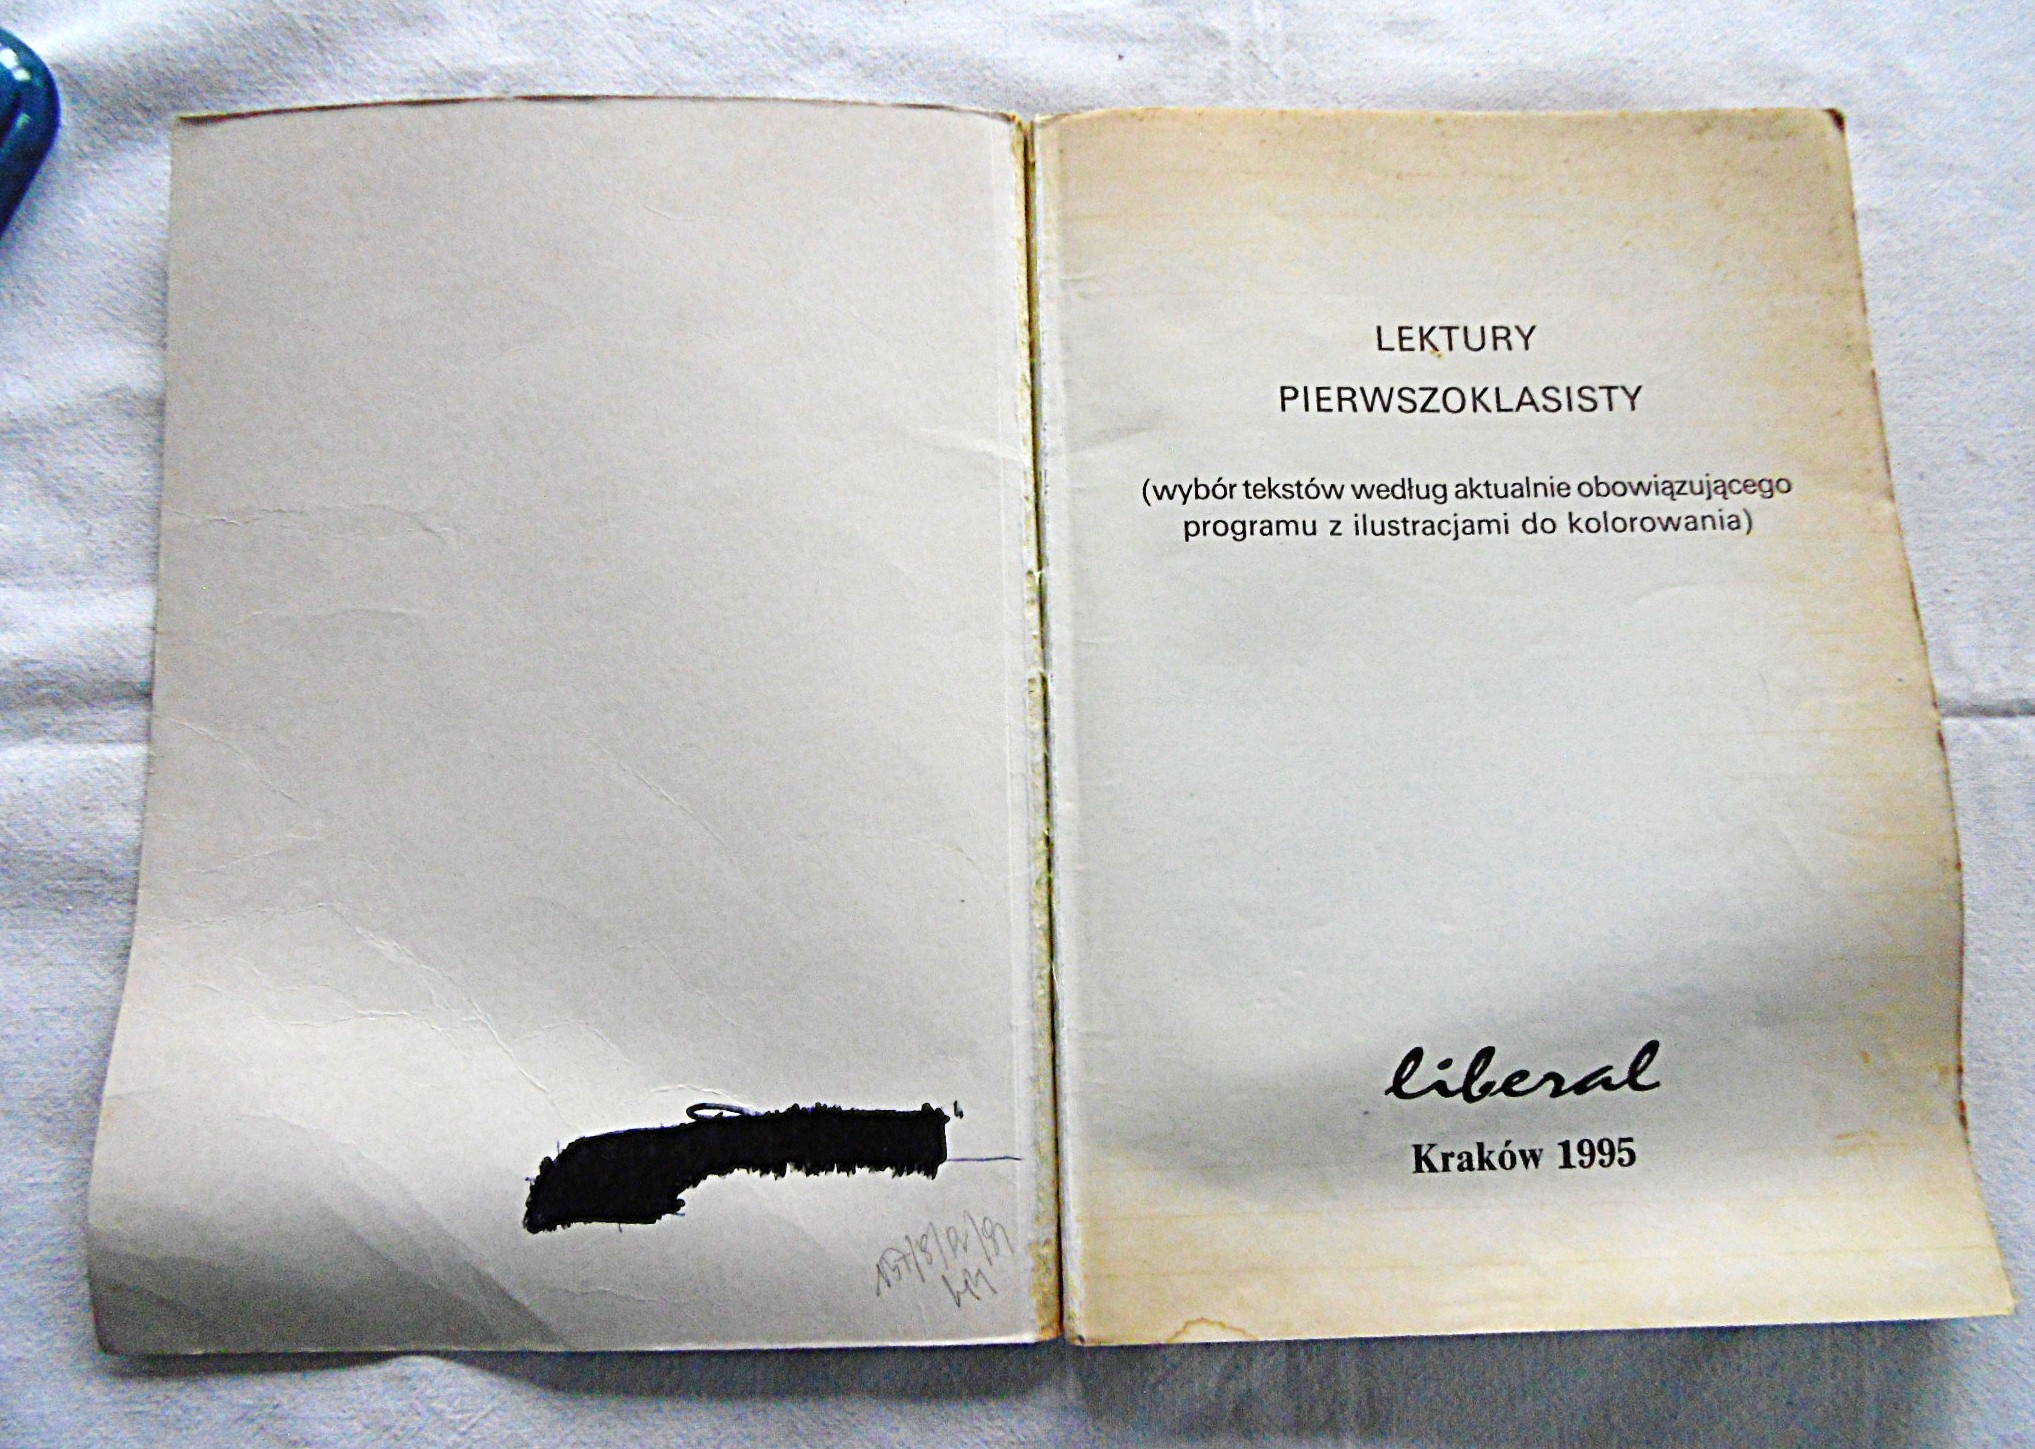 LEKTURY
PIERWSZOKLASISTY
(wybór tekstów według aktualnie obowiązującego
programu z ilustracjami do kolorowania)
liberal
Kraków 1995